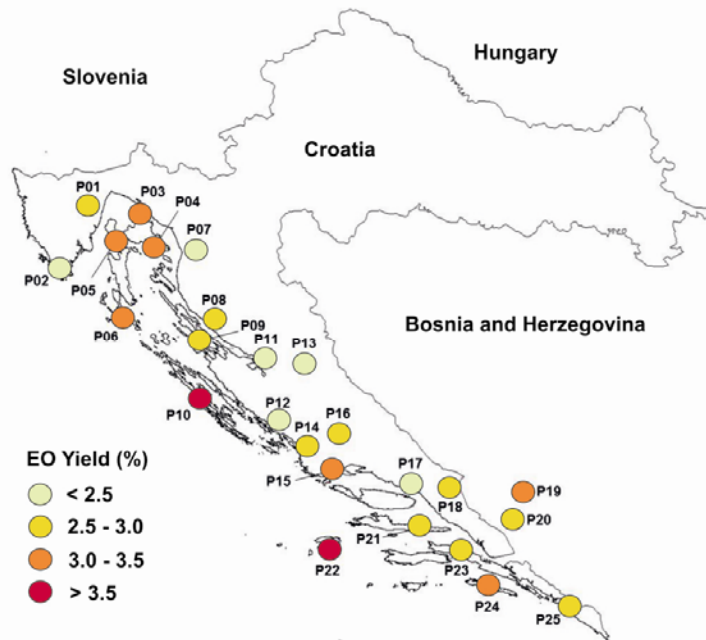 Hungary
Slovenia
Croatia
P01
P03
P04
P07
P02
P05
P08
P06
P09
Bosnia and Herzegovina
P11
P13
P10
P12
P16
P14
EO Yield (%)
P15
P17
P19
< 2.5
P18
P20
2.5 - 3.0
P21
3.0 - 3.5
P22
P23
> 3.5
P24
P25